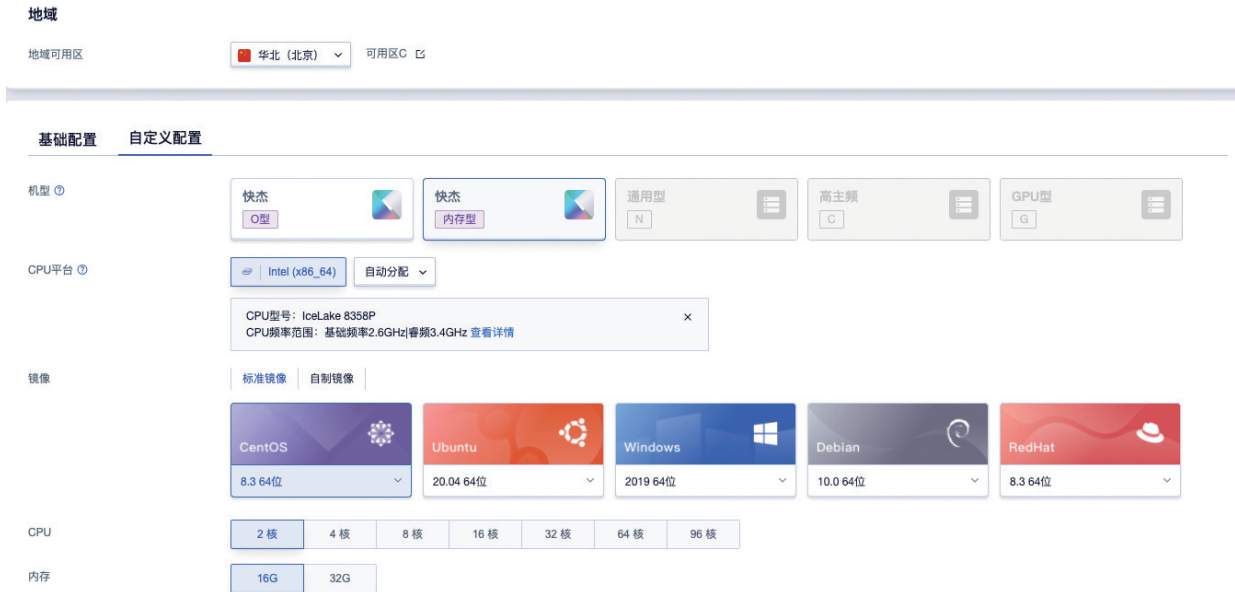 地域
地域可用区 华北（北京） 可用区C
基础配置 自定义配置
机型 快杰 快杰 通用型 高主频 GPU型
O型 内存型 N C G
CPU平台 Intel (x86_64) 自动分配
CPU型号：IceLake 8358P
CPU频率范围：基础频率2.6GHz|睿频3.4GHz 查看详情
镜像 标准镜像 自制镜像
CentOS Ubuntu Windows Debian RedHat
8.3 64位 20.04 64位 2019 64位 10.0 64位 8.3 64位
CPU 2 核 4 核 8 核 16 核 32 核 64 核 96 核
内存 16G 32G